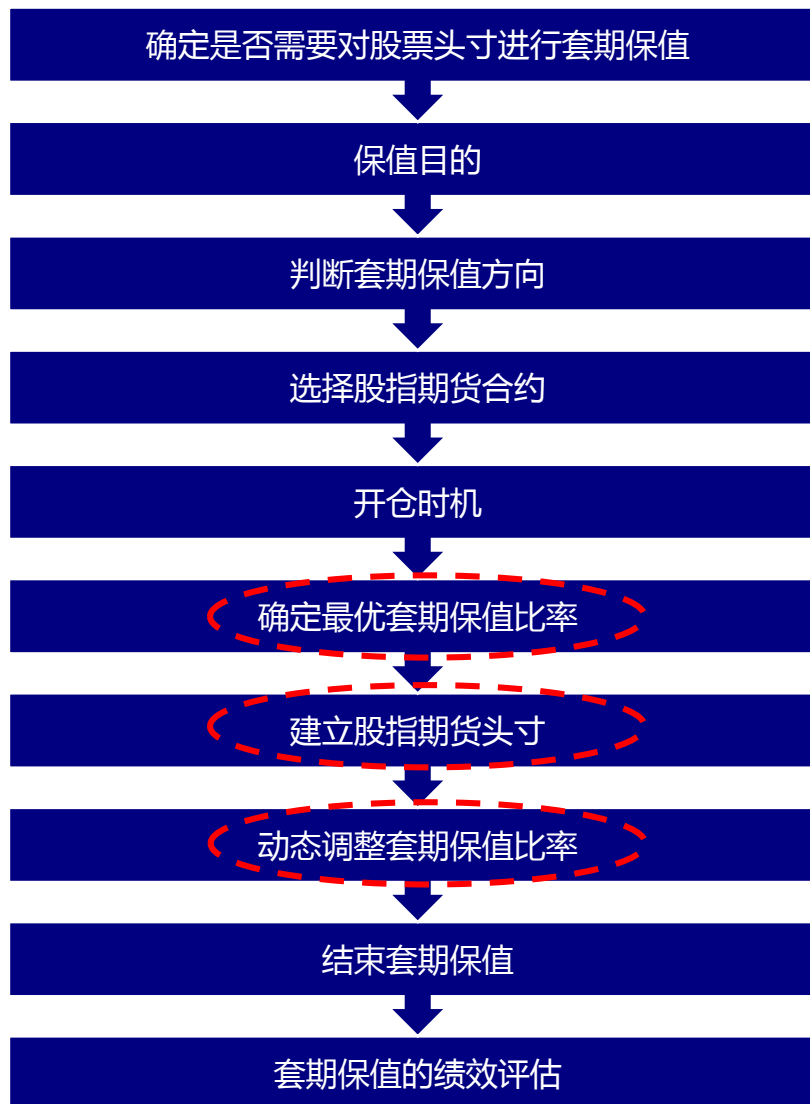 确定是否需要对股票头寸进行套期保值
保值目的
判断套期保值方向
选择股指期货合约
开仓时机
确定最优套期保值比率
建立股指期货头寸
动态调整套期保值比率
结束套期保值
套期保值的绩效评估